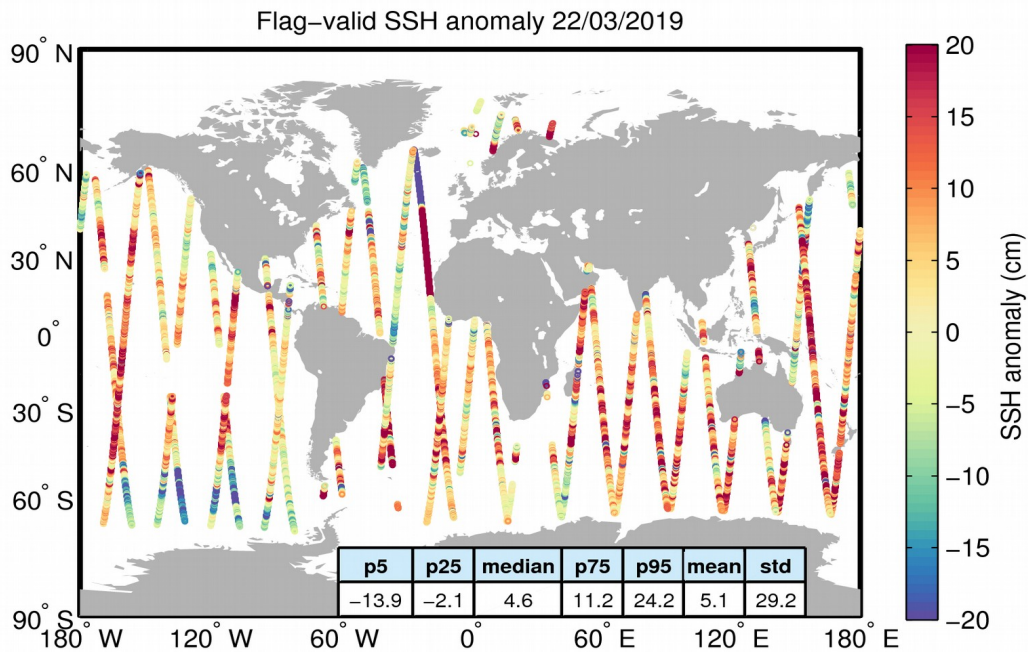 Flag−valid SSH anomaly 22/03/2019
90° N
60° N
30° N
0°
30° S
60° S
90° S
180° W
120° W
60° W
0°
60° E
120° E
180° E
p5 p25 median p75 p95 mean std
−13.9 −2.1 4.6 11.2 24.2 5.1 29.2
20
15
10
5
0
−5
−10
−15
−20
SSH anomaly (cm)